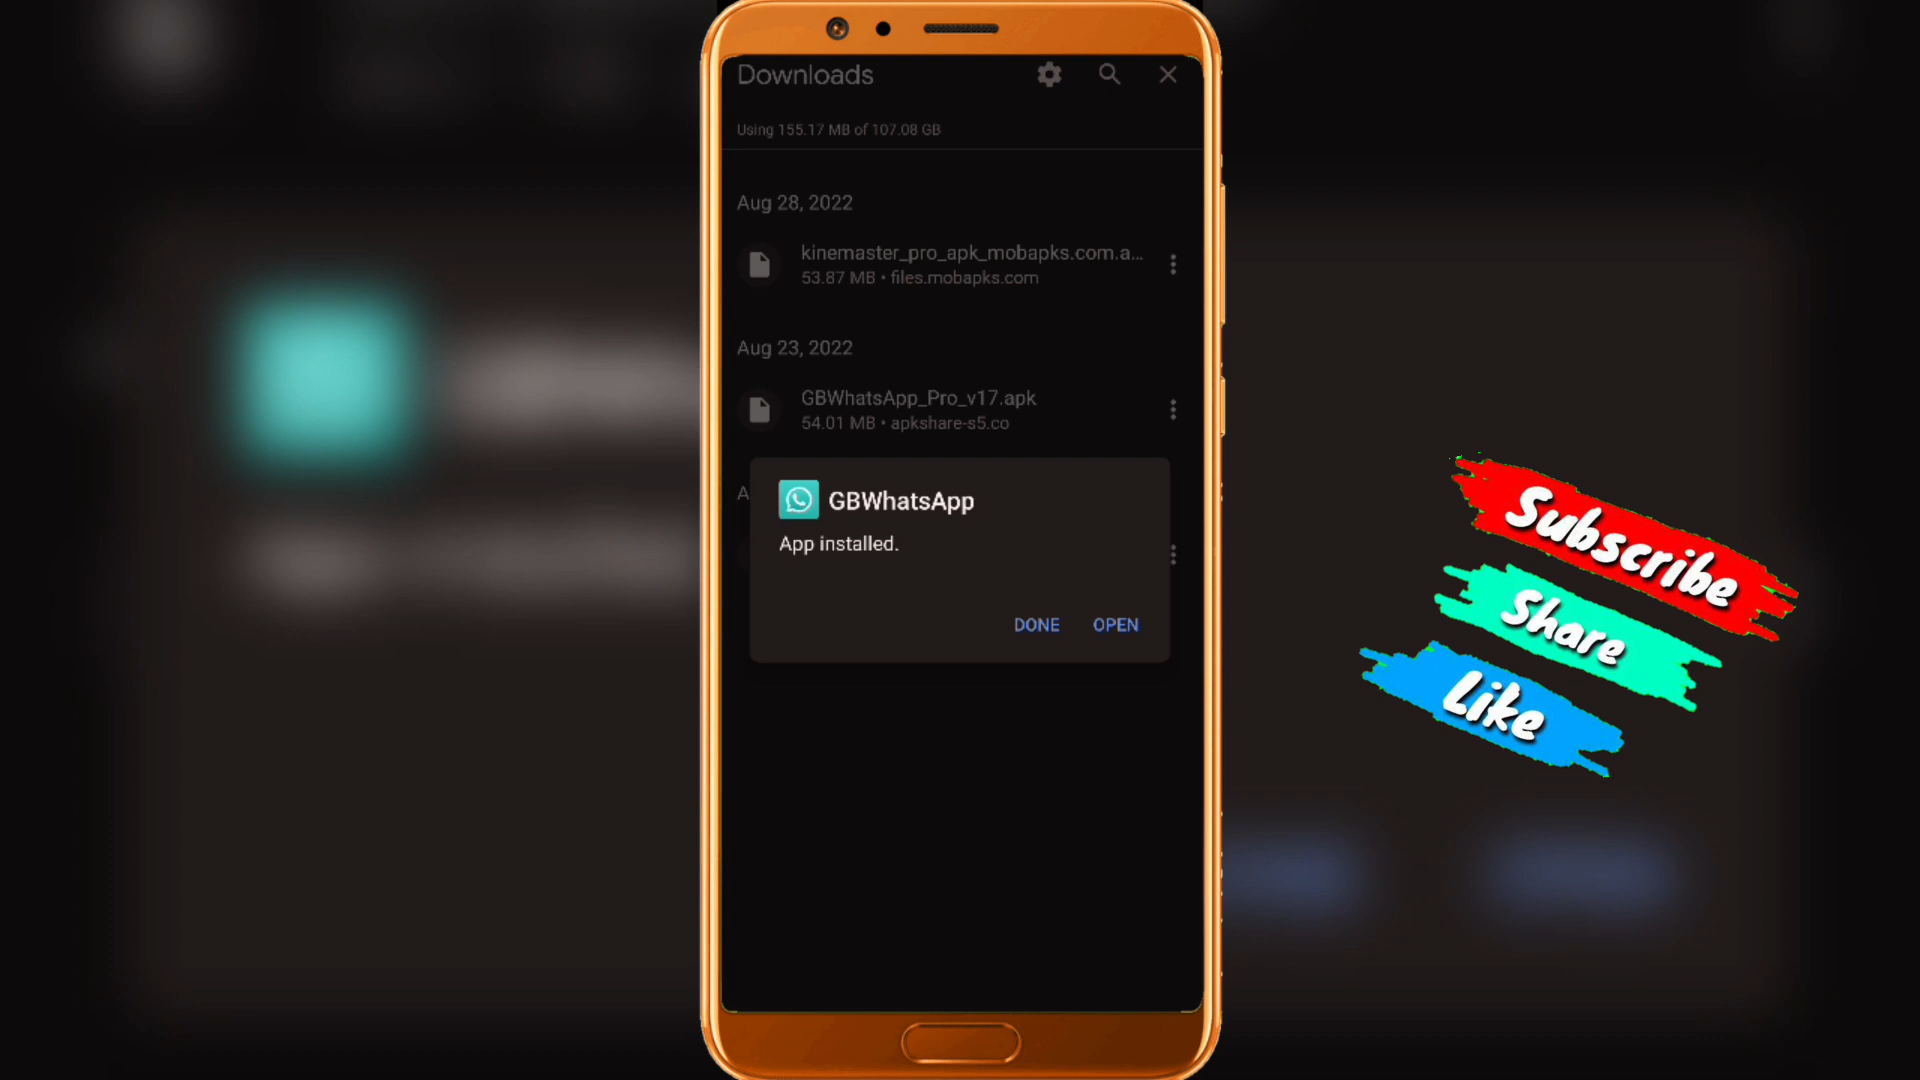 Downloads
Using 155.17 MB of 107.08 GB
Aug 28, 2022
kinemaster_pro_apk_mobapks.com.a...
53.87 MB • files.mobapks.com
Aug 23, 2022
GBWhatsApp_Pro_v17.apk
54.01 MB • apkshare-s5.co
A
GBWhatsApp
App installed.
DONE OPEN
Subscribe
Share
Like